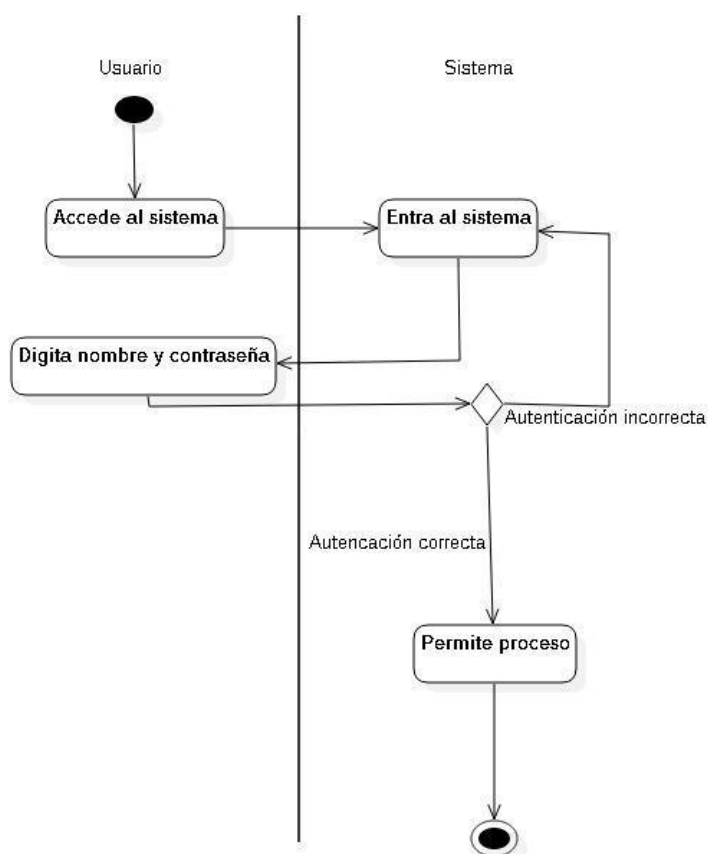 Usuario
Sistema
Accede al sistema
Entra al sistema
Digita nombre y contraseña
Autenticación incorrecta
Autencación correcta
Permite proceso